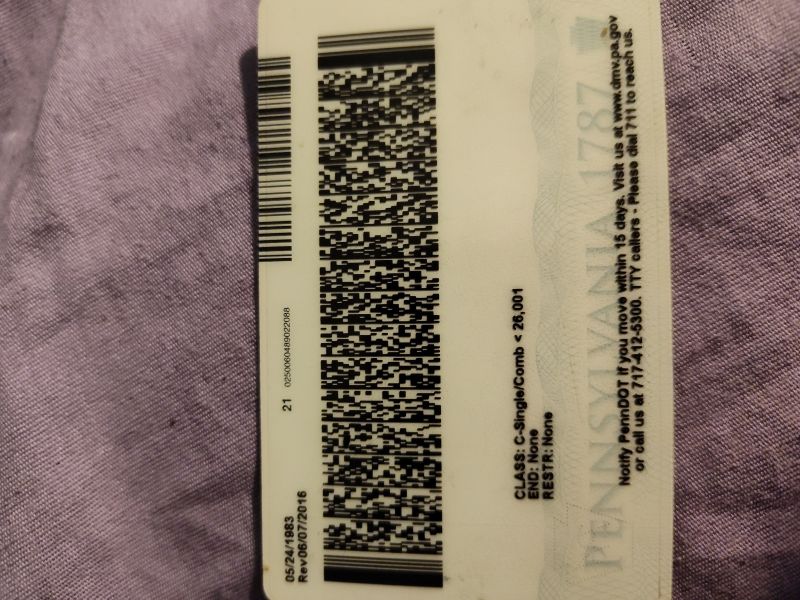 05/24/1983
Rev06/07/2016
21 0250060489022088
CLASS: C-Single/Comb < 26,001
END: None
RESTR: None
PENNSYLVANIA 1787
Notify PennDOT if you move within 15 days. Visit us at www.dmv.pa.gov
or call us at 717-412-5300. TTY callers - Please dial 711 to reach us.